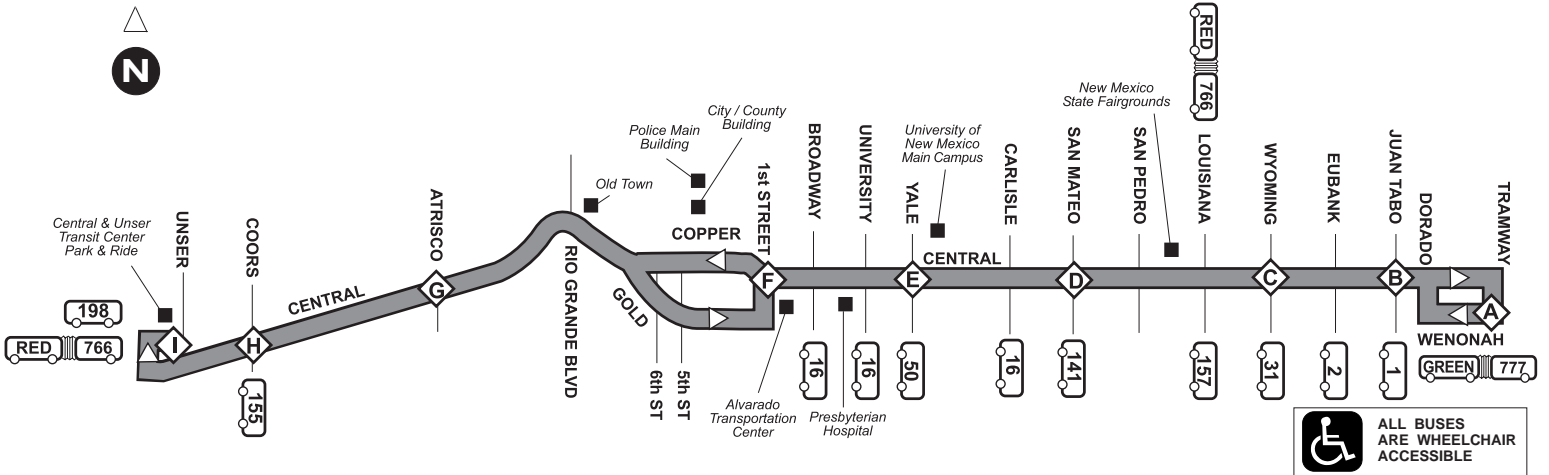 N
RED
766
New Mexico
State Fairgrounds
City / County
Building
Police Main
Building
University of
New Mexico
Main Campus
Old Town
Central & Unser
Transit Center
Park & Ride
UNSER
COORS
ATRISCO
RIO GRANDE BLVD
COPPER
1st STREET
BROADWAY
UNIVERSITY
YALE
CARLISLE
SAN MATEO
SAN PEDRO
LOUISIANA
WYOMING
EUBANK
JUAN TABO
DORADO
TRAMWAY
CENTRAL
CENTRAL
GOLD
I
H
G
F
E
D
C
B
A
WENONAH
198
RED
766
155
6th ST
5th ST
Alvarado
Transportation
Center
Presbyterian
Hospital
16
16
50
16
141
157
31
2
1
GREEN
777
ALL BUSES
ARE WHEELCHAIR
ACCESSIBLE